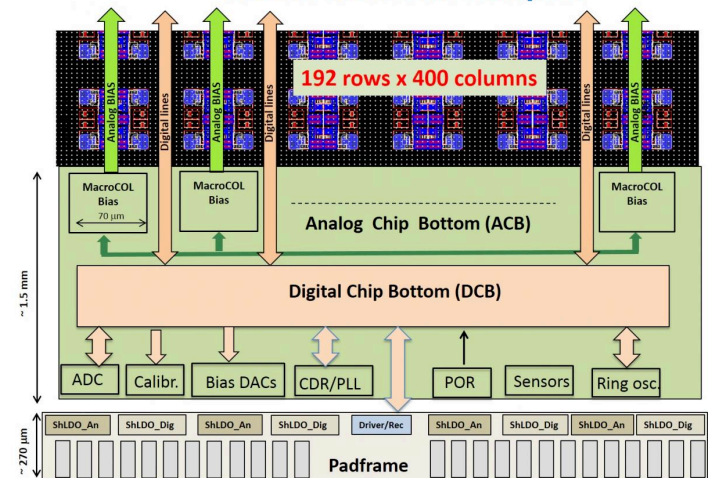 192 rows x 400 columns
Analog BIAS
Digital lines
Analog BIAS
Digital lines
Digital lines
Analog BIAS
MacroCOL
Bias
70 µm
MacroCOL
Bias
MacroCOL
Bias
Analog Chip Bottom (ACB)
~ 1.5 mm
Digital Chip Bottom (DCB)
ADC
Calibr.
Bias DACs
CDR/PLL
POR
Sensors
Ring osc.
~ 270 µm
ShLDO_An
ShLDO_Dig
ShLDO_An
ShLDO_Dig
Driver/Rec
ShLDO_An
ShLDO_Dig
ShLDO_An
ShLDO_Dig
Padframe